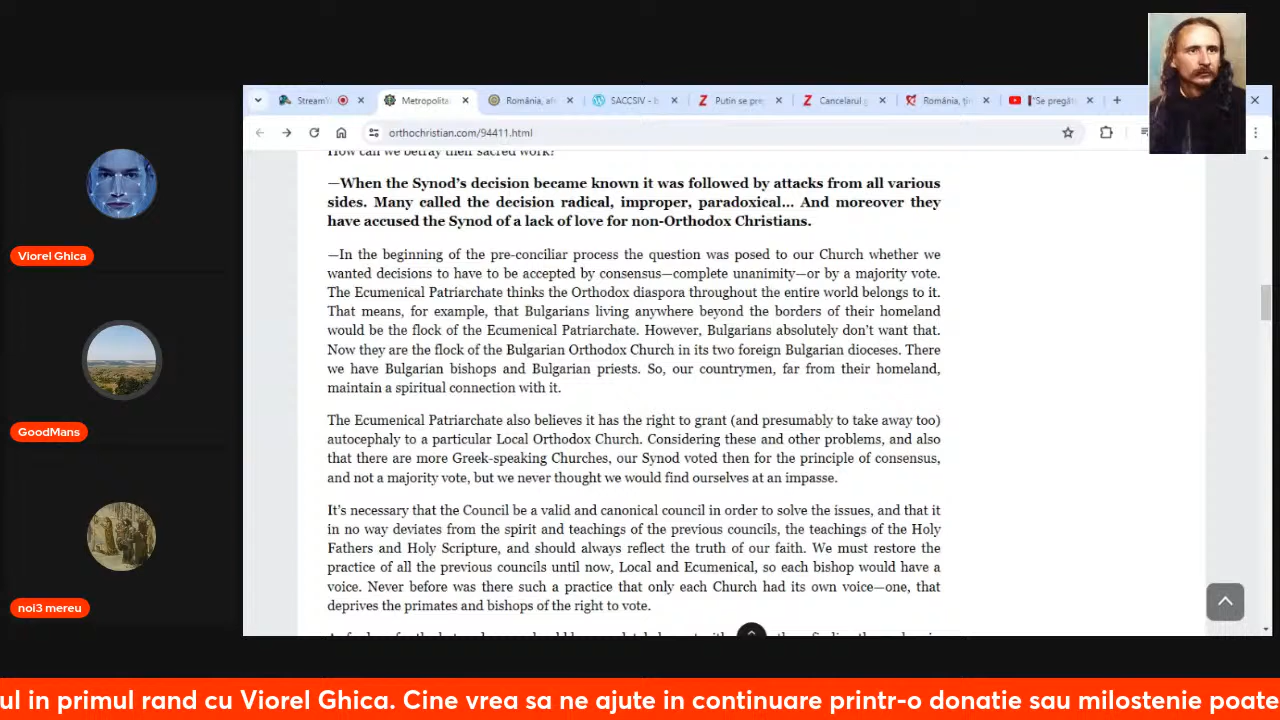 StreamY
Metropolita
România, afl
SACCSIV – b
Putin se pre
Cancelarul g
România, țin
"Se pregăt
orthochristian.com/94411.html
How can we betray their sacred work?
—When the Synod's decision became known it was followed by attacks from all various
sides. Many called the decision radical, improper, paradoxical… And moreover they
have accused the Synod of a lack of love for non-Orthodox Christians.
—In the beginning of the pre-conciliar process the question was posed to our Church whether we
wanted decisions to have to be accepted by consensus—complete unanimity—or by a majority vote.
The Ecumenical Patriarchate thinks the Orthodox diaspora throughout the entire world belongs to it.
That means, for example, that Bulgarians living anywhere beyond the borders of their homeland
would be the flock of the Ecumenical Patriarchate. However, Bulgarians absolutely don't want that.
Now they are the flock of the Bulgarian Orthodox Church in its two foreign Bulgarian dioceses. There
we have Bulgarian bishops and Bulgarian priests. So, our countrymen, far from their homeland,
maintain a spiritual connection with it.
The Ecumenical Patriarchate also believes it has the right to grant (and presumably to take away too)
autocephaly to a particular Local Orthodox Church. Considering these and other problems, and also
that there are more Greek-speaking Churches, our Synod voted then for the principle of consensus,
and not a majority vote, but we never thought we would find ourselves at an impasse.
It's necessary that the Council be a valid and canonical council in order to solve the issues, and that it
in no way deviates from the spirit and teachings of the previous councils, the teachings of the Holy
Fathers and Holy Scripture, and should always reflect the truth of our faith. We must restore the
practice of all the previous councils until now, Local and Ecumenical, so each bishop would have a
voice. Never before was there such a practice that only each Church had its own voice—one, that
deprives the primates and bishops of the right to vote.
Viorel Ghica
GoodMans
noi3 mereu
ul in primul rand cu Viorel Ghica. Cine vrea sa ne ajute in continuare printr-o donatie sau milostenie poate